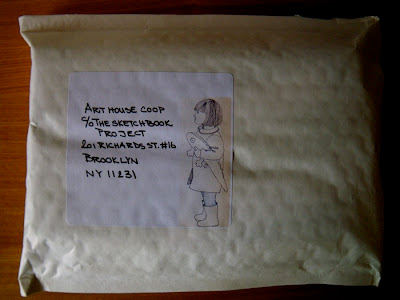 ART HOUSE COOP
c/o THE SKETCHBOOK
PROJECT
201 RICHARDS ST. #16
BROOKLYN
NY 11231